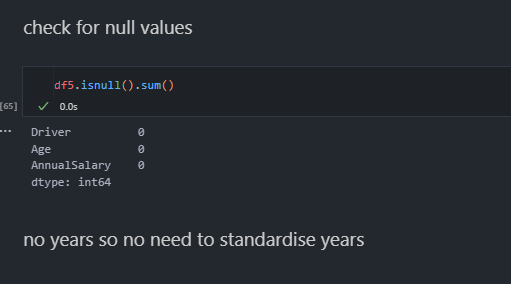 check for null values
df5.isnull().sum()
[65]
0.0s
...
Driver 0
Age 0
AnnualSalary 0
dtype: int64
no years so no need to standardise years